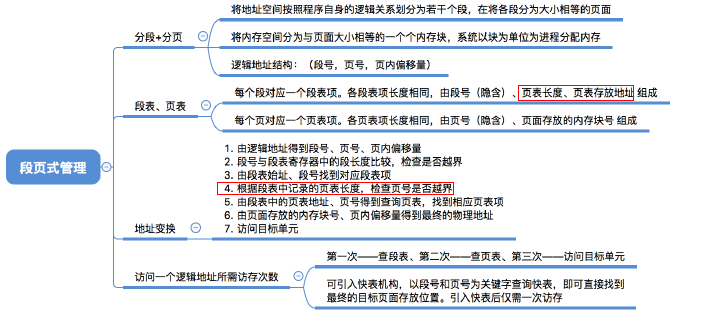 将地址空间按照程序自身的逻辑关系划分为若干个段，在将各段分为大小相等的页面
分段+分页
将内存空间分为与页面大小相等的一个个内存块，系统以块为单位为进程分配内存
逻辑地址结构：（段号，页号，页内偏移量）
每个段对应一个段表项。各段表项长度相同，由段号（隐含）、页表长度、页表存放地址 组成
段表、页表
每个页对应一个页表项。各页表项长度相同，由页号（隐含）、页面存放的内存块号 组成
段页式管理
1. 由逻辑地址得到段号、页号、页内偏移量
2. 段号与段表寄存器中的段长度比较，检查是否越界
3. 由段表始址、段号找到对应段表项
4. 根据段表中记录的页表长度，检查页号是否越界
5. 由段表中的页表地址、页号得到查询页表，找到相应页表项
6. 由页面存放的内存块号、页内偏移量得到最终的物理地址
7. 访问目标单元
地址变换
第一次——查段表、第二次——查页表、第三次——访问目标单元
访问一个逻辑地址所需访存次数
可引入快表机构，以段号和页号为关键字查询快表，即可直接找到
最终的目标页面存放位置。引入快表后仅需一次访存